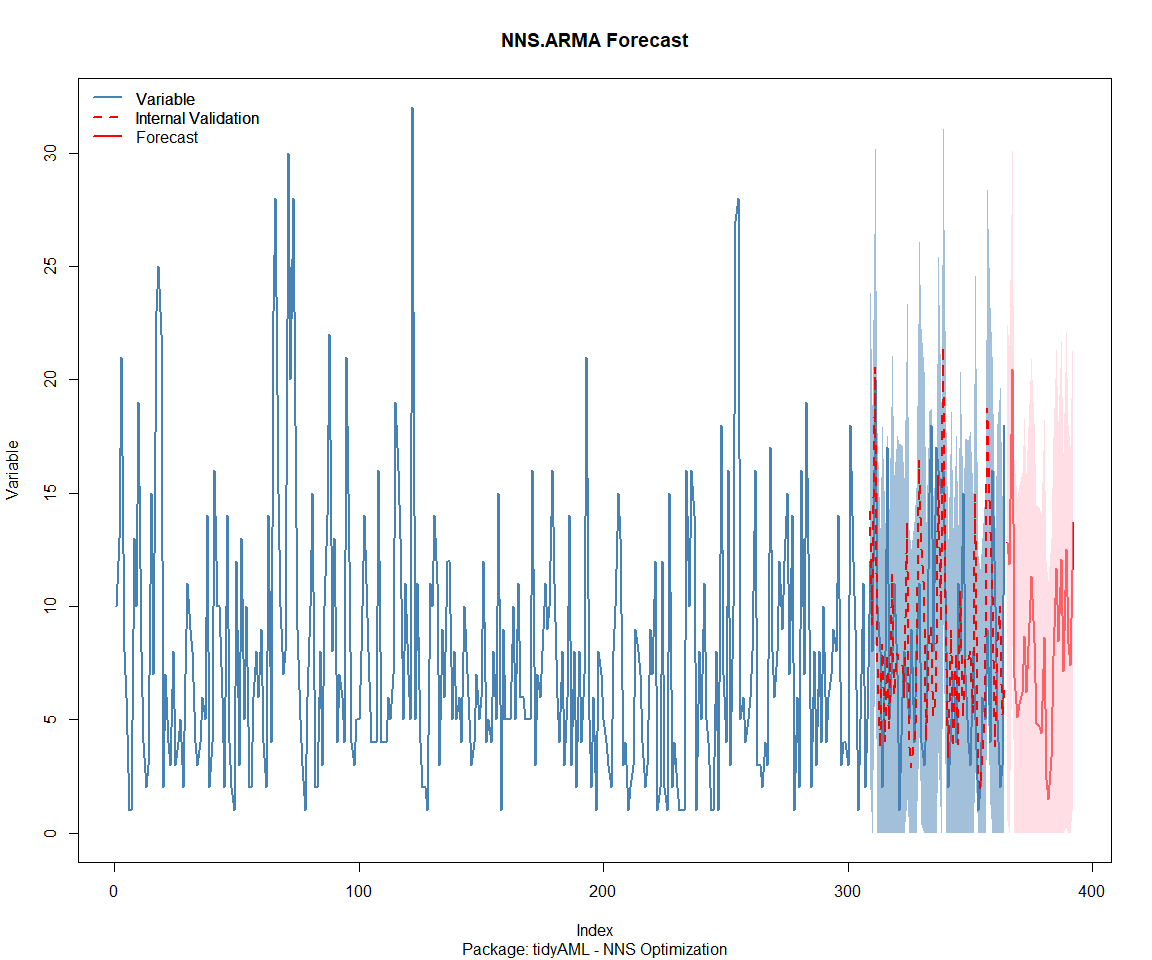 NNS.ARMA Forecast
Variable
Internal Validation
Forecast
Variable
30
25
20
15
10
5
0
0 100 200 300 400
Index
Package: tidyAML - NNS Optimization